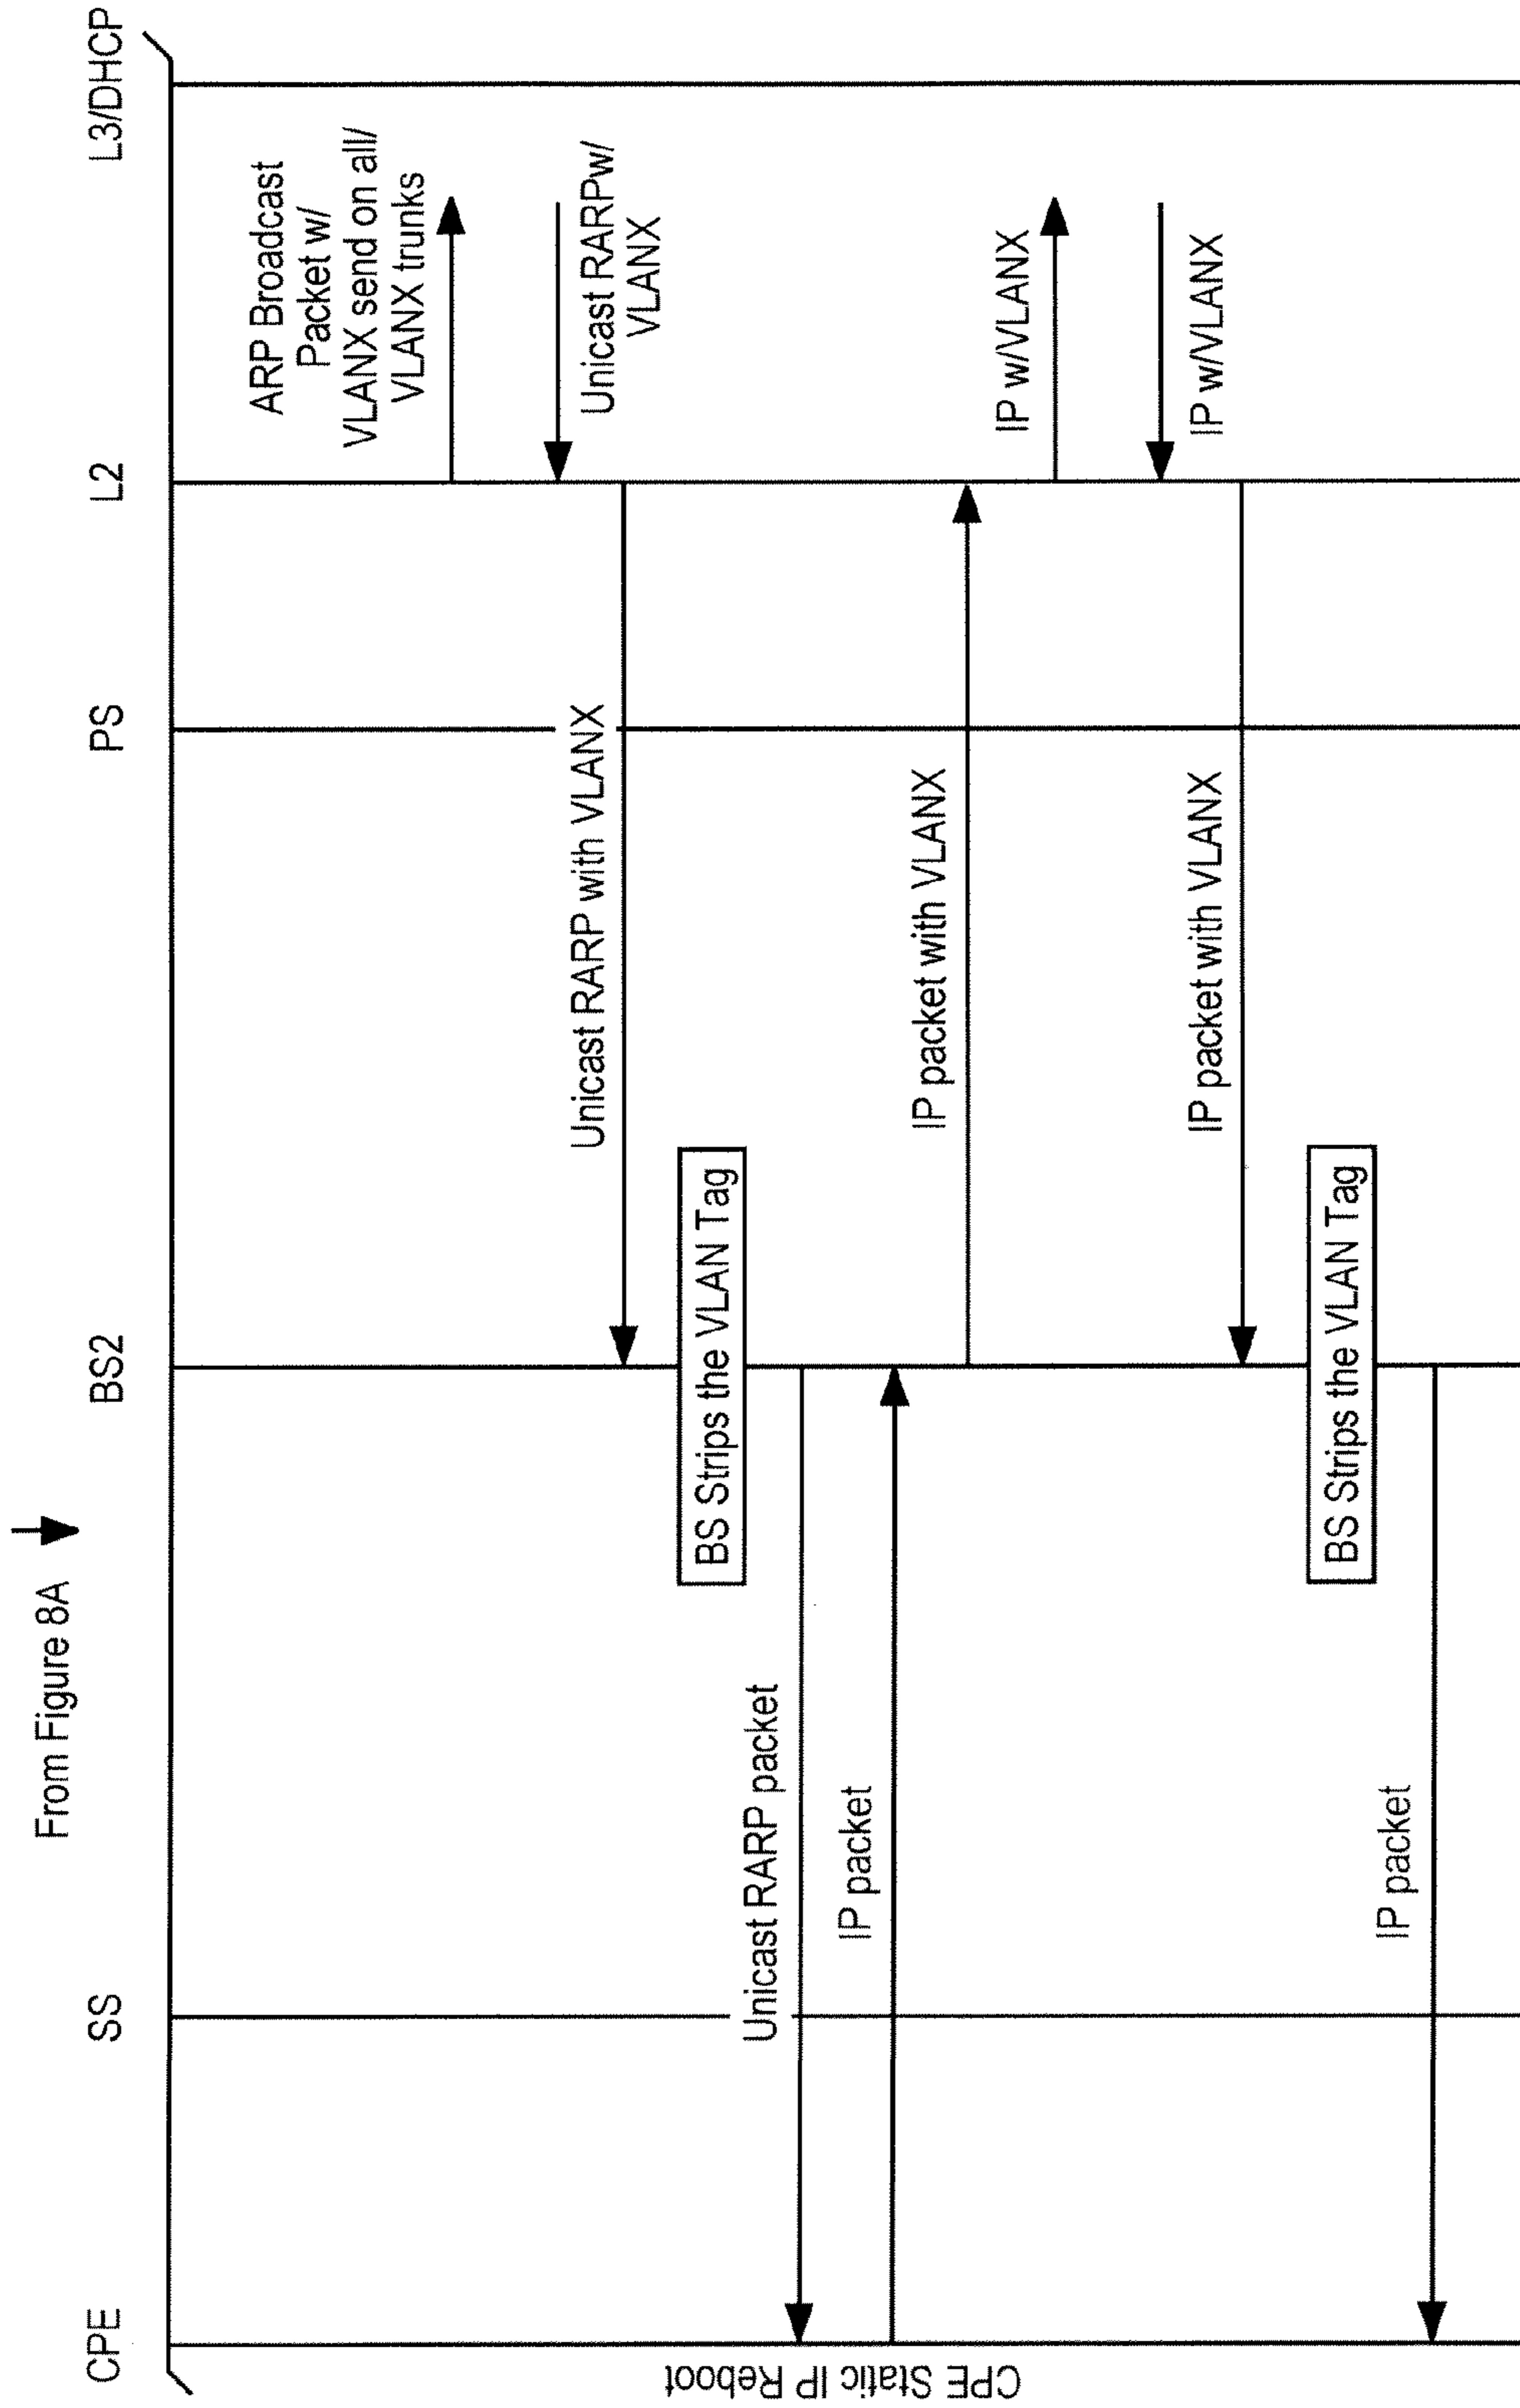 From Figure 8A
CPE
SS
BS2
PS
L2
L3/DHCP
ARP Broadcast
Packet w/
VLANX send on all/
VLANX trunks
Unicast RARPw/
VLANX
Unicast RARP with VLANX
BS Strips the VLAN Tag
Unicast RARP packet
IP packet
IP packet with VLANX
IP w/VLANX
IP w/VLANX
IP packet with VLANX
BS Strips the VLAN Tag
IP packet
CPE Static IP Reboot